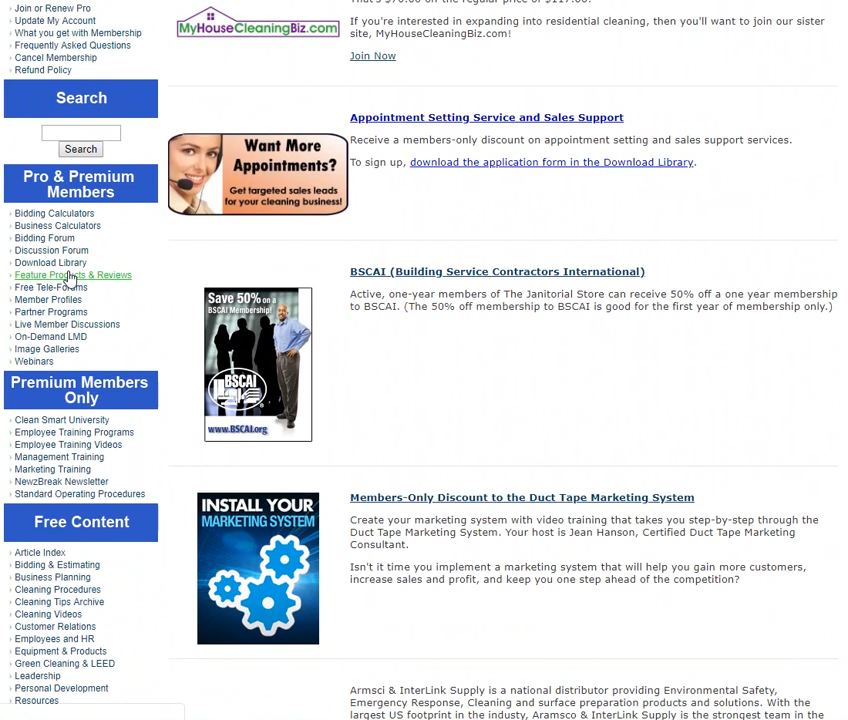 Join or Renew Pro
Update My Account
What you get with Membership
Frequently Asked Questions
Cancel Membership
Refund Policy
Search
Search
Pro & Premium
Members
Bidding Calculators
Business Calculators
Bidding Forum
Discussion Forum
Download Library
Feature Products & Reviews
Free Tele-Forums
Member Profiles
Partner Programs
Live Member Discussions
On-Demand LMD
Image Galleries
Webinars
Premium Members
Only
Clean Smart University
Employee Training Programs
Employee Training Videos
Management Training
Marketing Training
NewzBreak Newsletter
Standard Operating Procedures
Free Content
Article Index
Bidding & Estimating
Business Planning
Cleaning Procedures
Cleaning Tips Archive
Cleaning Videos
Customer Relations
Employees and HR
Equipment & Products
Green Cleaning & LEED
Leadership
Personal Development
Resources
MyHouseCleaningBiz.com
That's $70.00 off the regular price of $117.00.
If you're interested in expanding into residential cleaning, then you'll want to join our sister
site, MyHouseCleaningBiz.com!
Join Now
Want More
Appointments?
Get targeted sales leads
for your cleaning business!
Appointment Setting Service and Sales Support
Receive a members-only discount on appointment setting and sales support services.
To sign up, download the application form in the Download Library.
Save 50% on a
BSCAI Membership!
BSCAI
www.BSCAI.org
BSCAI (Building Service Contractors International)
Active, one-year members of The Janitorial Store can receive 50% off a one year membership
to BSCAI. (The 50% off membership to BSCAI is good for the first year of membership only.)
INSTALL YOUR
MARKETING SYSTEM
Members-Only Discount to the Duct Tape Marketing System
Create your marketing system with video training that takes you step-by-step through the
Duct Tape Marketing System. Your host is Jean Hanson, Certified Duct Tape Marketing
Consultant.
Isn't it time you implement a marketing system that will help you gain more customers,
increase sales and profit, and keep you one step ahead of the competition?
Armsci & InterLink Supply is a national distributor providing Environmental Safety,
Emergency Response, Cleaning and surface preparation products and solutions. With the
largest US footprint in the industy, Aramsco & InterLink Supply is the strongest team in the